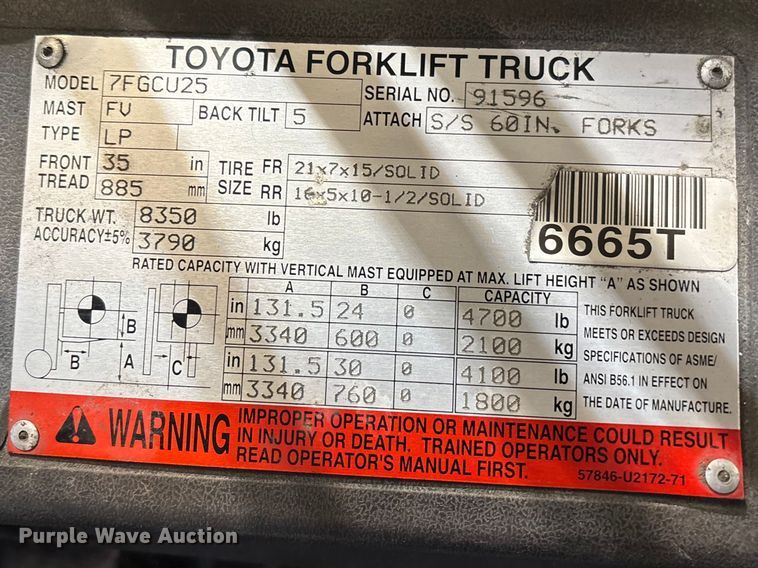 TOYOTA FORKLIFT TRUCK
MODEL 7FGCU25 SERIAL NO. 91596
MAST FV BACK TILT 5 ATTACH S/S 60IN. FORKS
TYPE LP
FRONT TREAD 35 in TIRE SIZE FR 21x7x15/SOLID
885 mm RR 16x5x10-1/2/SOLID
TRUCK WT. 8350 lb
ACCURACY±5% 3790 kg
6665T
RATED CAPACITY WITH VERTICAL MAST EQUIPPED AT MAX. LIFT HEIGHT "A" AS SHOWN
A B C CAPACITY
in 131.5 24 0 4700 lb
mm 3340 600 0 2100 kg
in 131.5 30 0 4100 lb
mm 3340 760 0 1800 kg
B B A C
THIS FORKLIFT TRUCK
MEETS OR EXCEEDS DESIGN
SPECIFICATIONS OF ASME/
ANSI B56.1 IN EFFECT ON
THE DATE OF MANUFACTURE.
WARNING
IMPROPER OPERATION OR MAINTENANCE COULD RESULT
IN INJURY OR DEATH. TRAINED OPERATORS ONLY.
READ OPERATOR'S MANUAL FIRST.
57846-U2172-71
Purple Wave Auction